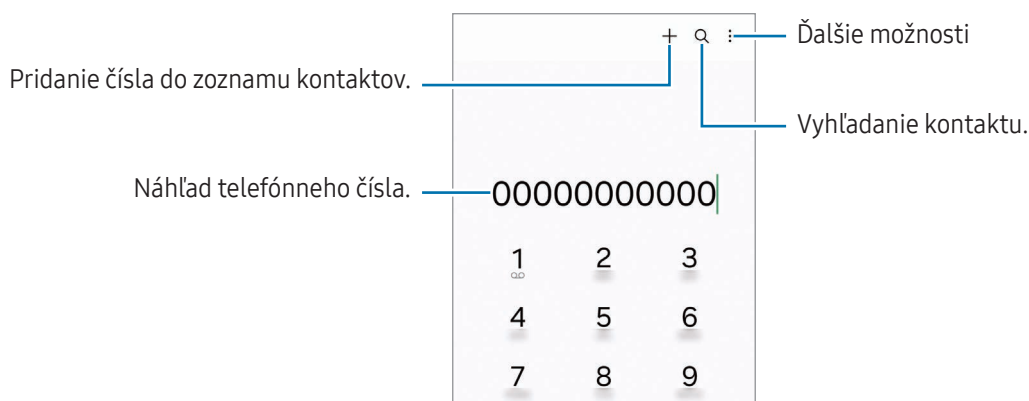 Ďalšie možnosti
Pridanie čísla do zoznamu kontaktov.
Vyhľadanie kontaktu.
Náhľad telefónneho čísla.
00000000000
1 2 3
4 5 6
7 8 9